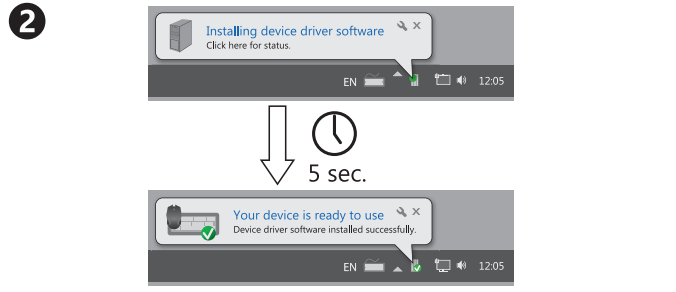 2
Installing device driver software
Click here for status.
EN 12:05
5 sec.
Your device is ready to use
Device driver software installed successfully.
EN 12:05